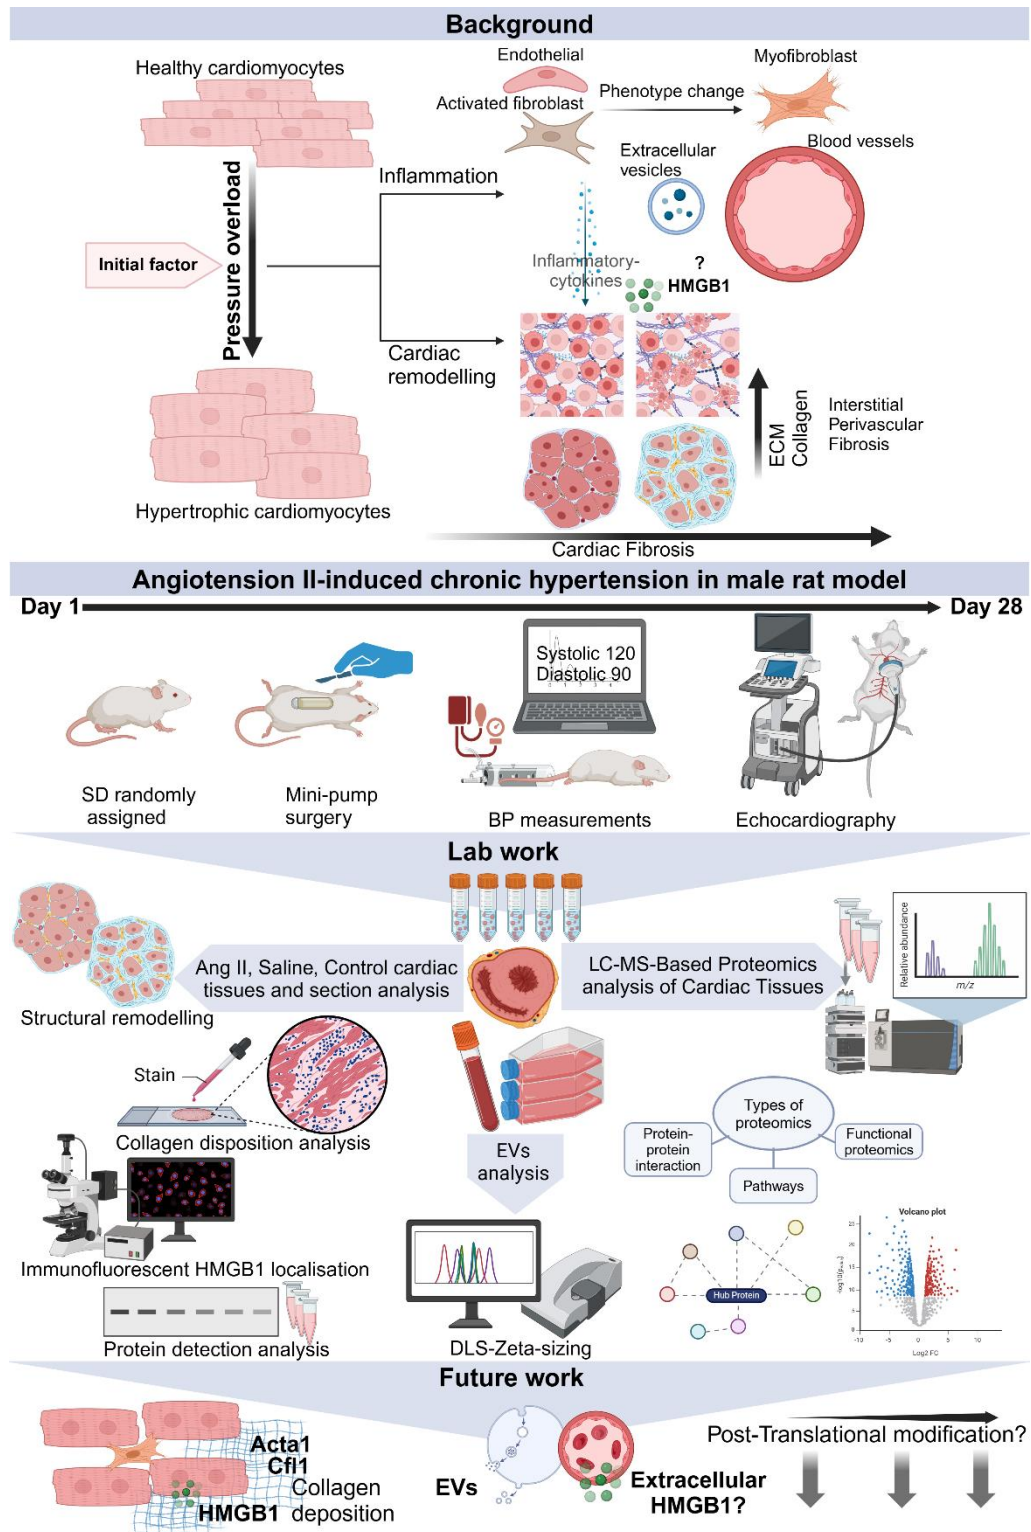 Background
Healthy cardiomyocytes
Endothelial
Activated fibroblast
Phenotype change
Myofibroblast
Blood vessels
Extracellular
vesicles
Pressure overload
Initial factor
Inflammation
Inflammatory-
cytokines
?
HMGB1
Cardiac
remodelling
ECM
Collagen
Interstitial
Perivascular
Fibrosis
Hypertrophic cardiomyocytes
Cardiac Fibrosis
Angiotension II-induced chronic hypertension in male rat model
Day 1
Day 28
Systolic 120
Diastolic 90
SD randomly
assigned
Mini-pump
surgery
BP measurements
Echocardiography
Lab work
Ang II, Saline, Control cardiac
tissues and section analysis
LC-MS-Based Proteomics
analysis of Cardiac Tissues
Relative abundance
m/z
Structural remodelling
Stain
Collagen disposition analysis
EVs
analysis
Types of
proteomics
Protein-
protein
interaction
Functional
proteomics
Pathways
Immunofluorescent HMGB1 localisation
Protein detection analysis
DLS-Zeta-sizing
Hub Protein
Volcano plot
-10
-5
0
5
10
Log2 FC
Future work
Acta1
Cfl1
Collagen
deposition
HMGB1
EVs
Extracellular
HMGB1?
Post-Translational modification?